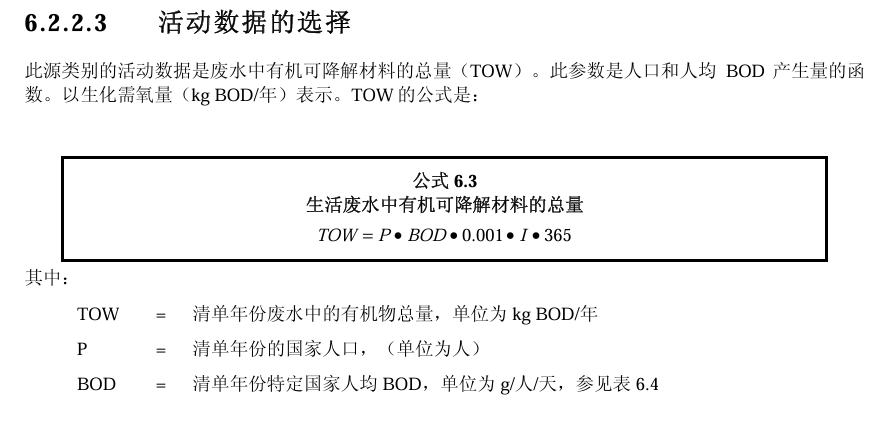 6.2.2.3 活动数据的选择
此源类别的活动数据是废水中有机可降解材料的总量（TOW）。此参数是人口和人均 BOD 产生量的函
数。以生化需氧量（kg BOD/年）表示。TOW 的公式是：
公式 6.3
生活废水中有机可降解材料的总量
TOW = P • BOD • 0.001 • I • 365
其中：
TOW = 清单年份废水中的有机物总量，单位为 kg BOD/年
P = 清单年份的国家人口，（单位为人）
BOD = 清单年份特定国家人均 BOD，单位为 g/人/天，参见表 6.4